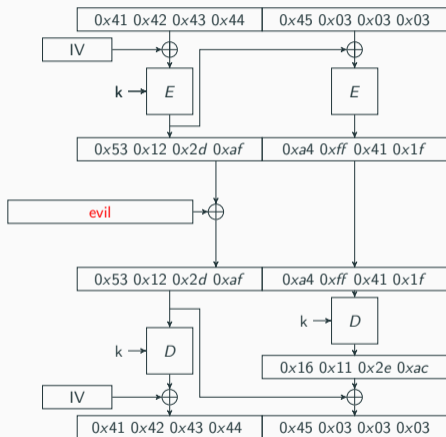 0x41 0x42 0x43 0x44 0x45 0x03 0x03 0x03
IV
k E E
0x53 0x12 0x2d 0xaf 0xa4 0xff 0x41 0x1f
evil
0x53 0x12 0x2d 0xaf 0xa4 0xff 0x41 0x1f
k D
k D
0x16 0x11 0x2e 0xac
IV
0x41 0x42 0x43 0x44 0x45 0x03 0x03 0x03